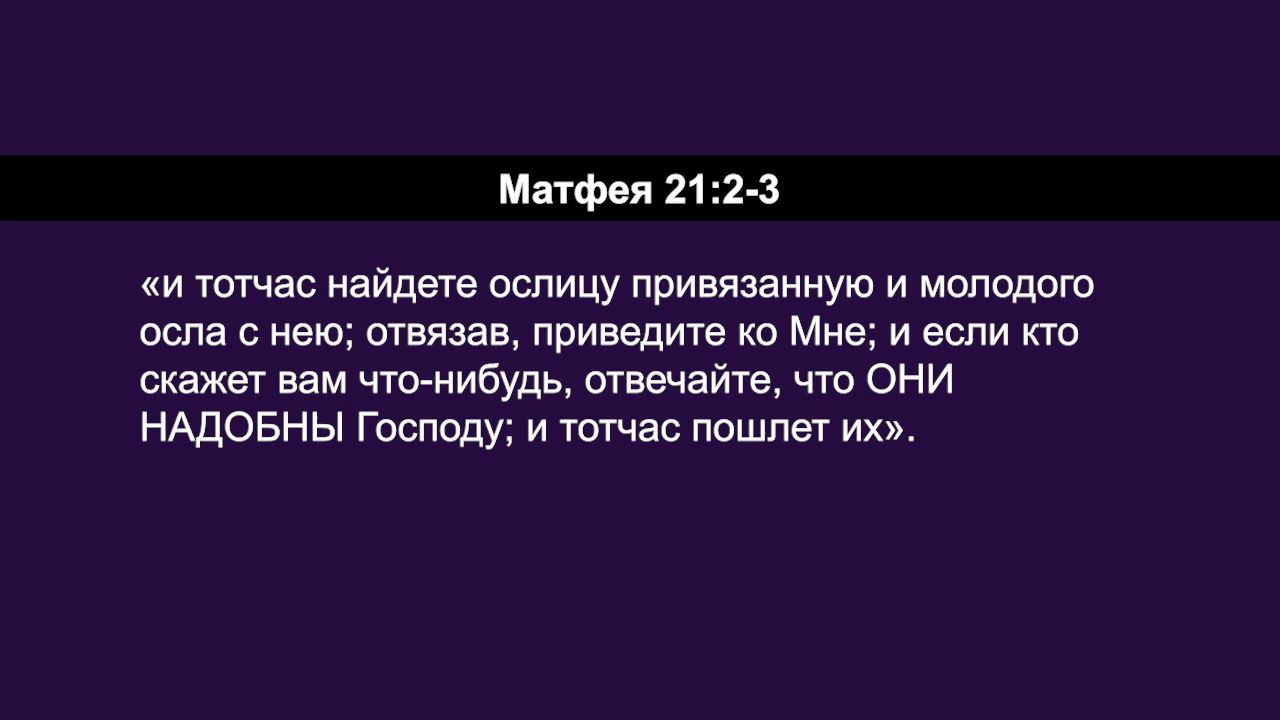 Матфея 21:2-3
«и тотчас найдете ослицу привязанную и молодого
осла с нею; отвязав, приведите ко Мне; и если кто
скажет вам что-нибудь, отвечайте, что ОНИ
НАДОБНЫ Господу; и тотчас пошлет их».